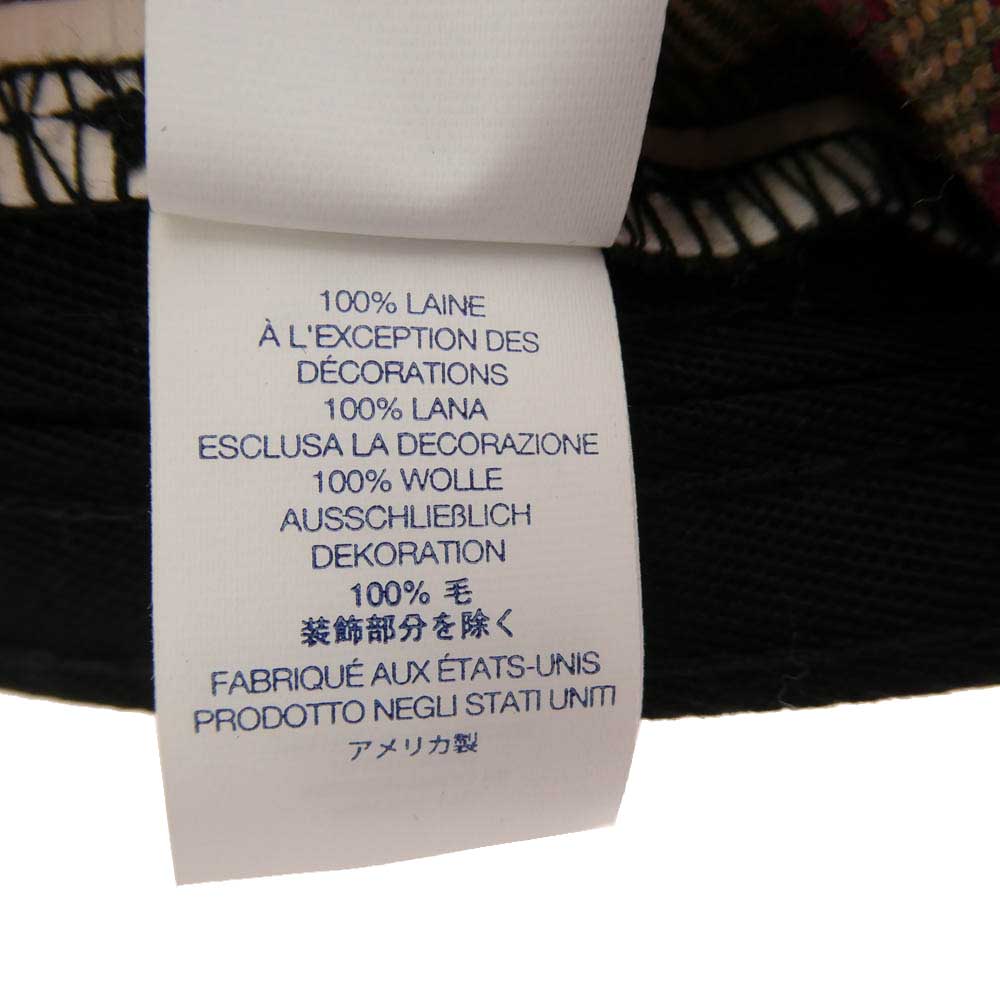 100% LAINE
À L'EXCEPTION DES
DÉCORATIONS
100% LANA
ESCLUSA LA DECORAZIONE
100% WOLLE
AUSSCHLIEßLICH
DEKORATION
100% 毛
装飾部分を除く
FABRIQUÉ AUX ÉTATS-UNIS
PRODOTTO NEGLI STATI UNITI
アメリカ製